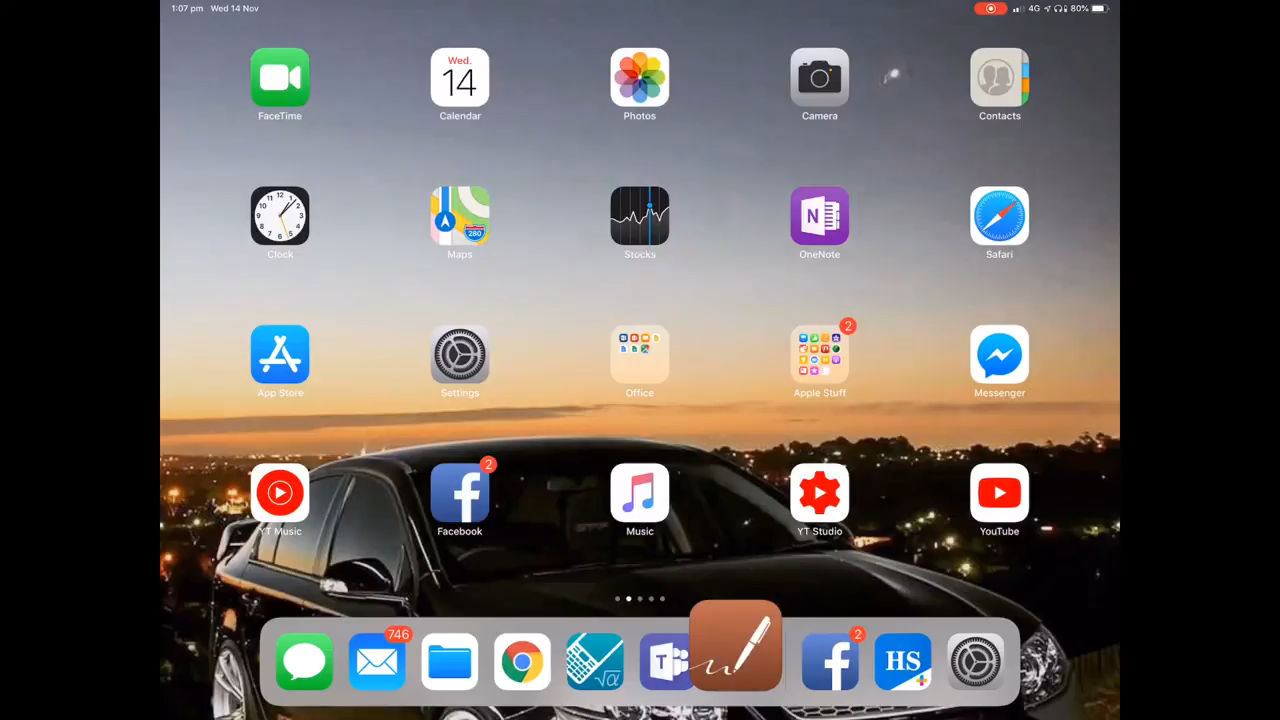 1:07 pm Wed 14 Nov
4G 80%
Wed.
14
FaceTime
Calendar
Photos
Camera
Contacts
12
280
N
Clock
Maps
Stocks
OneNote
Safari
2
App Store
Settings
Office
Apple Stuff
Messenger
2
YT Music
Facebook
Music
YT Studio
YouTube
746
2
T
HS
√α